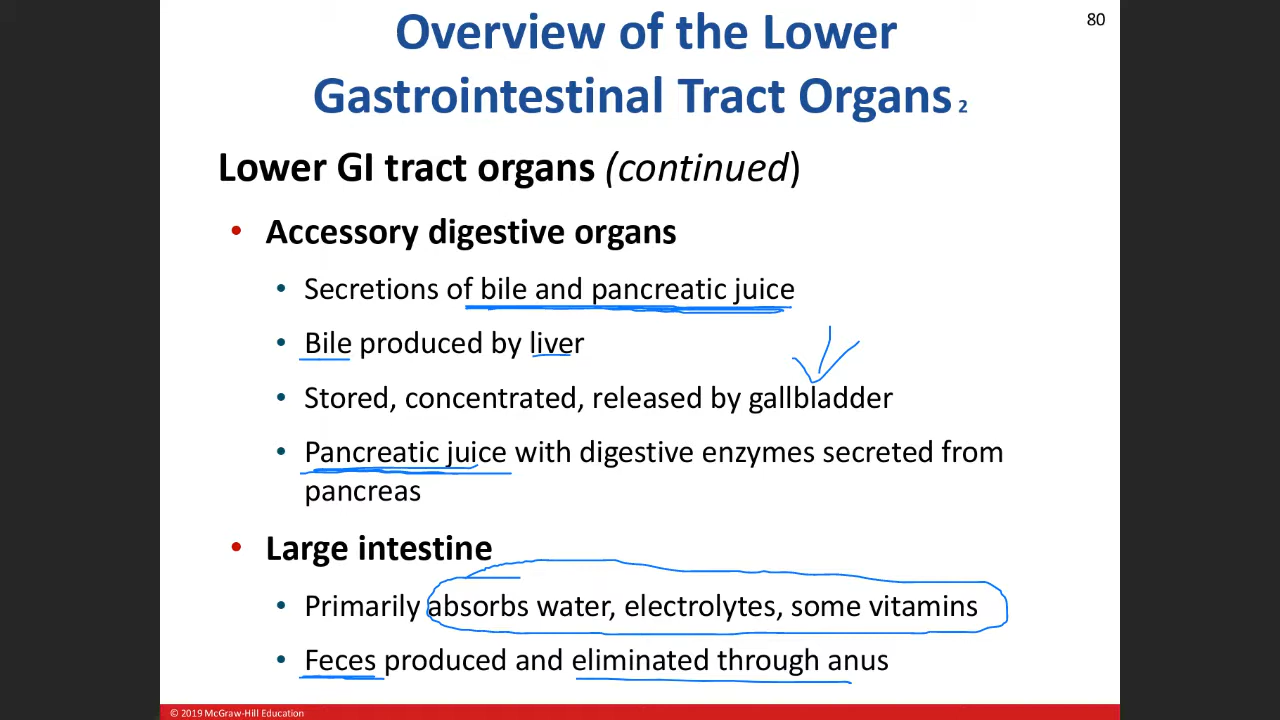 80
Overview of the Lower
Gastrointestinal Tract Organs 2
Lower GI tract organs (continued)
• Accessory digestive organs
• Secretions of bile and pancreatic juice
• Bile produced by liver
• Stored, concentrated, released by gallbladder
• Pancreatic juice with digestive enzymes secreted from
pancreas
• Large intestine
• Primarily absorbs water, electrolytes, some vitamins
• Feces produced and eliminated through anus
© 2019 McGraw-Hill Education